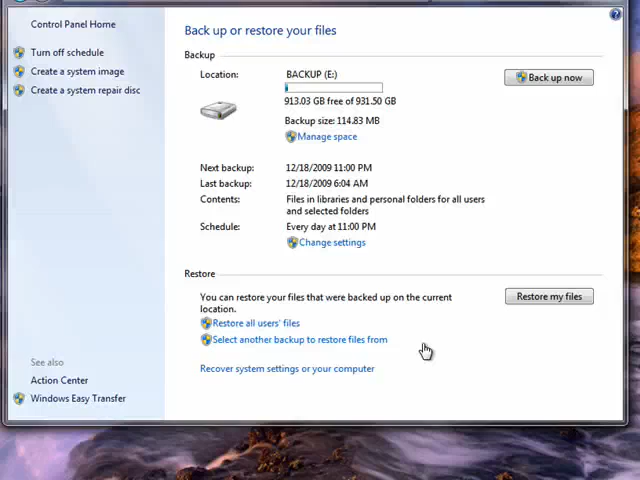 Control Panel Home
Turn off schedule
Create a system image
Create a system repair disc
Back up or restore your files
Backup
Location:
BACKUP (E:)
Back up now
913.03 GB free of 931.50 GB
Backup size: 114.83 MB
Manage space
Next backup: 12/18/2009 11:00 PM
Last backup: 12/18/2009 6:04 AM
Contents: Files in libraries and personal folders for all users
and selected folders
Schedule: Every day at 11:00 PM
Change settings
Restore
You can restore your files that were backed up on the current
location.
Restore my files
Restore all users' files
Select another backup to restore files from
Recover system settings or your computer
See also
Action Center
Windows Easy Transfer